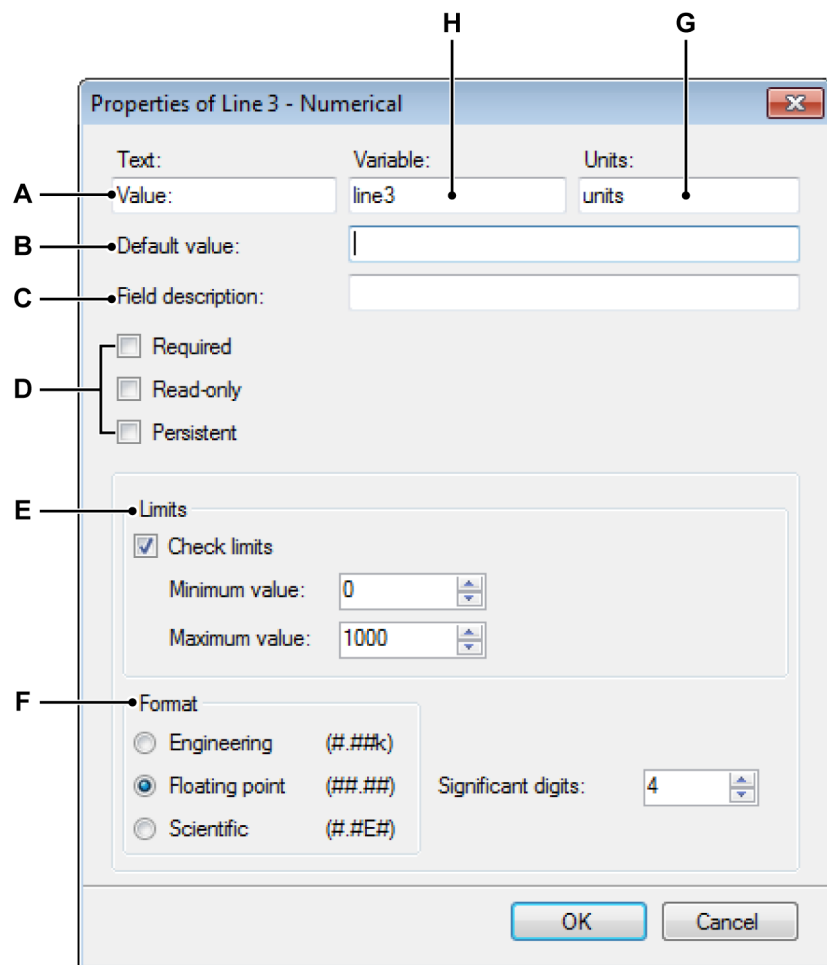 H G
Properties of Line 3 - Numerical
Text: Variable: Units:
A Value: line3 units
B Default value:
C Field description:
Required
D Read-only
Persistent
E Limits
Check limits
Minimum value: 0
Maximum value: 1000
F Format
Engineering (#.##k)
Floating point (##.##) Significant digits: 4
Scientific (#.#E#)
OK Cancel